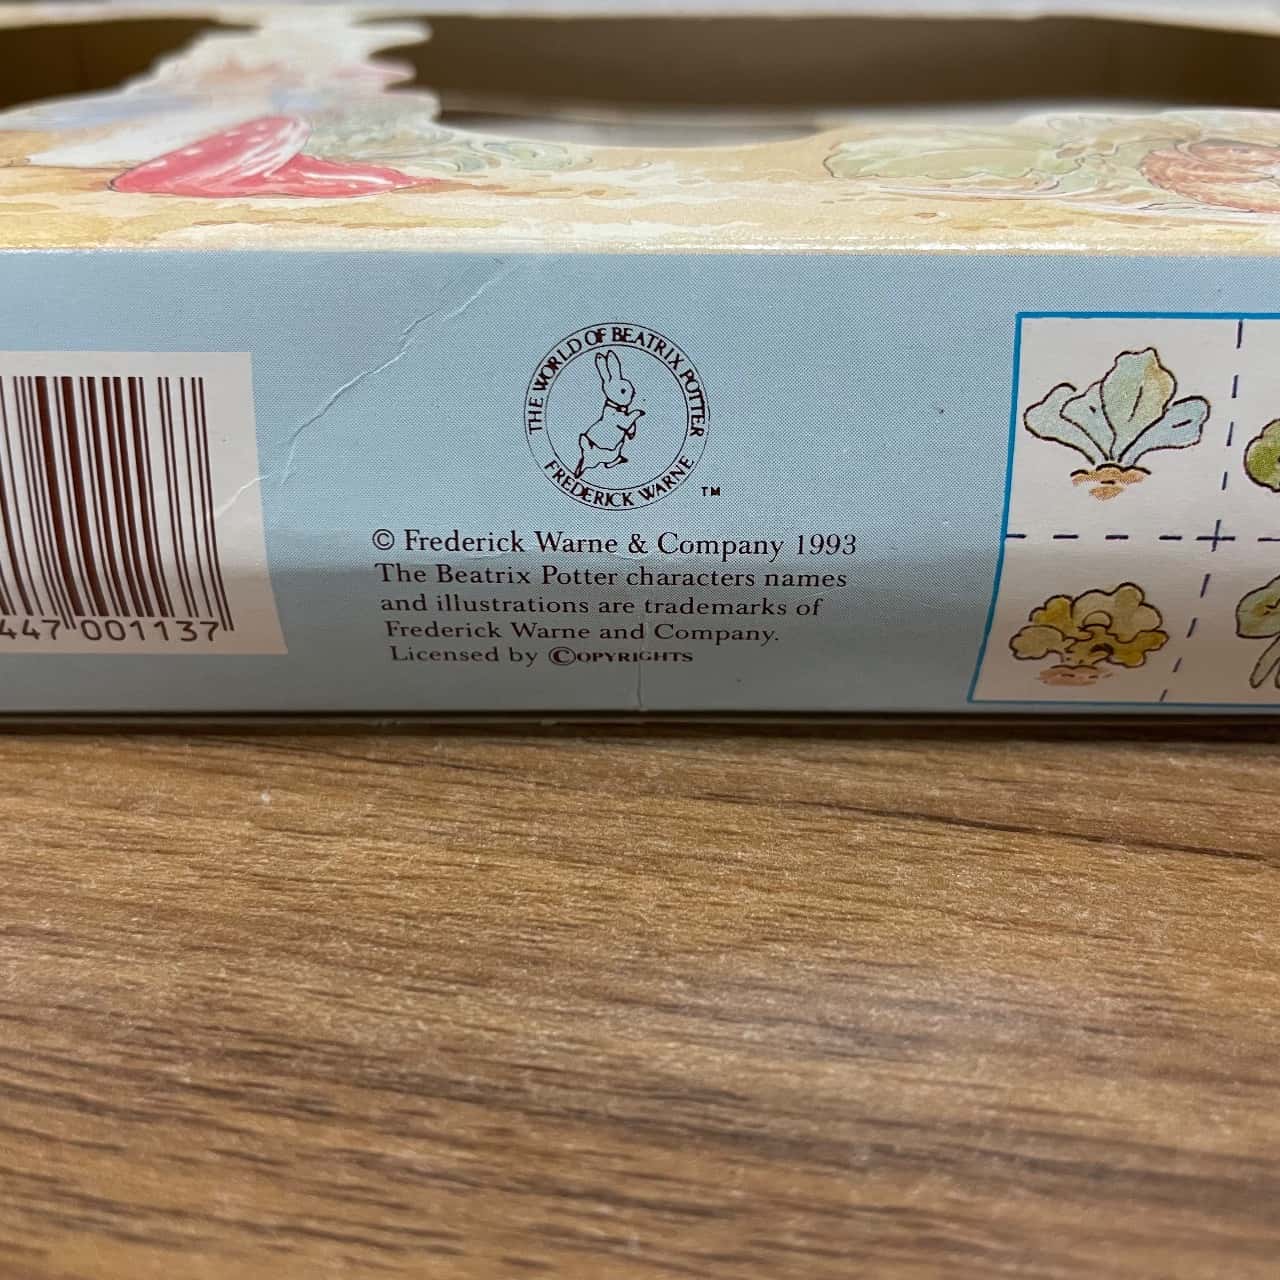 THE WORLD OF BEATRIX POTTER
FREDERICK WARNE
TM
© Frederick Warne & Company 1993
The Beatrix Potter characters names
and illustrations are trademarks of
Frederick Warne and Company.
Licensed by ©OPYRIGHTS
447 001137